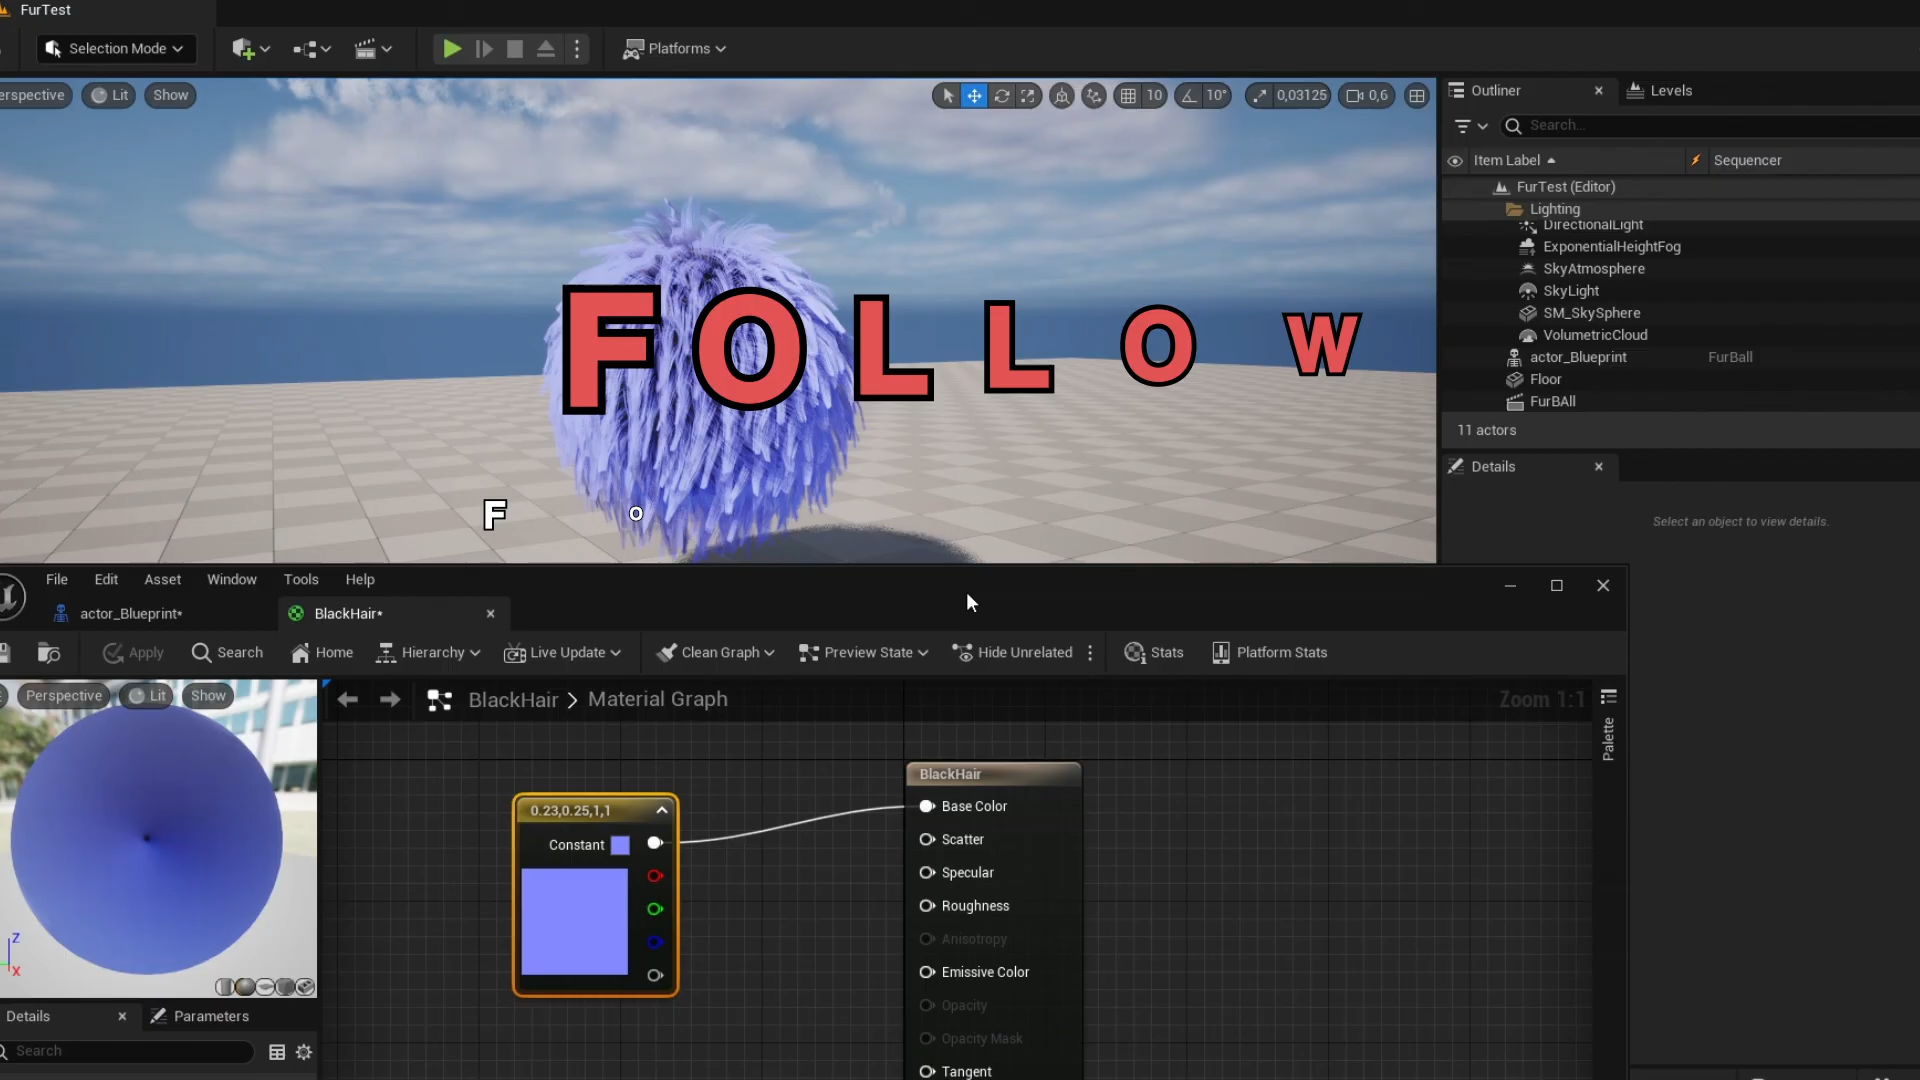 FurTest
Selection Mode
Platforms
erspective
Lit
Show
10
10°
0,03125
0,6
Outliner
Levels
Search...
Item Label
Sequencer
FurTest (Editor)
Lighting
DirectionalLight
ExponentialHeightFog
SkyAtmosphere
SkyLight
SM_SkySphere
VolumetricCloud
actor_Blueprint
FurBall
Floor
FurBAll
11 actors
Details
Select an object to view details.
FOLLOW
F o
File
Edit
Asset
Window
Tools
Help
actor_Blueprint*
BlackHair*
Apply
Search
Home
Hierarchy
Live Update
Clean Graph
Preview State
Hide Unrelated
Stats
Platform Stats
Perspective
Lit
Show
BlackHair > Material Graph
Zoom 1:1
Palette
0.23,0.25,1,1
Constant
BlackHair
Base Color
Scatter
Specular
Roughness
Anisotropy
Emissive Color
Opacity
Opacity Mask
Tangent
Z
X
Details
Parameters
Search